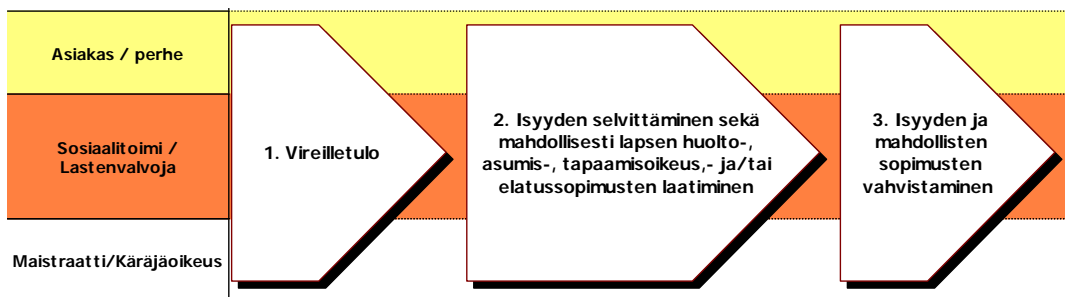 Asiakas / perhe
Sosiaalitoimi /
Lastenvalvoja
Maistraatti/Käräjäoikeus
1. Vireilletulo
2. Isyyden selvittäminen sekä
mahdollisesti lapsen huolto-,
asumis-, tapaamisoikeus,- ja/tai
elatussopimusten laatiminen
3. Isyyden ja
mahdollisten
sopimusten
vahvistaminen